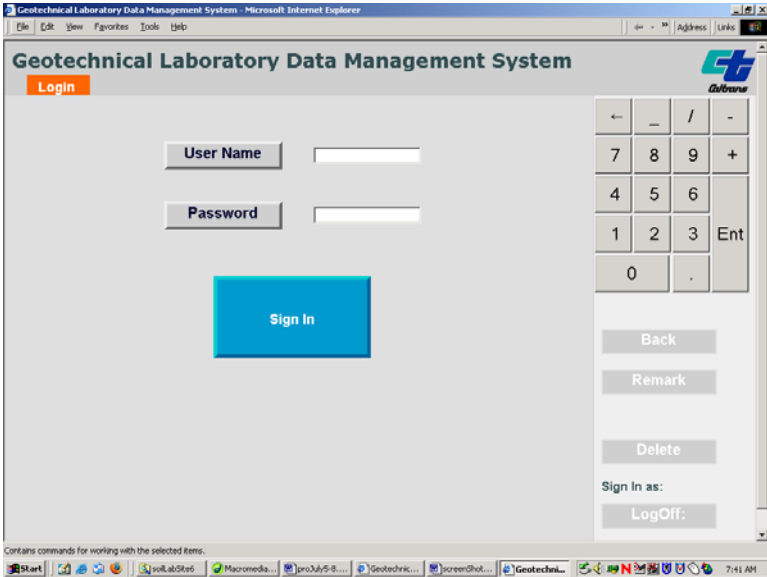 Geotechnical Laboratory Data Management System - Microsoft Internet Explorer
File Edit View Favorites Tools Help
Address Links
Geotechnical Laboratory Data Management System
Login
Caltrans
User Name
Password
Sign In
← _ / -
7 8 9 +
4 5 6
1 2 3 Ent
0 .
Back
Remark
Delete
Sign In as:
LogOff:
Contains commands for working with the selected items.
Start soilLabSite6 Macromedia... proJuly5-8.... Geotechnic... screenShot... Geotechni... 7:41 AM